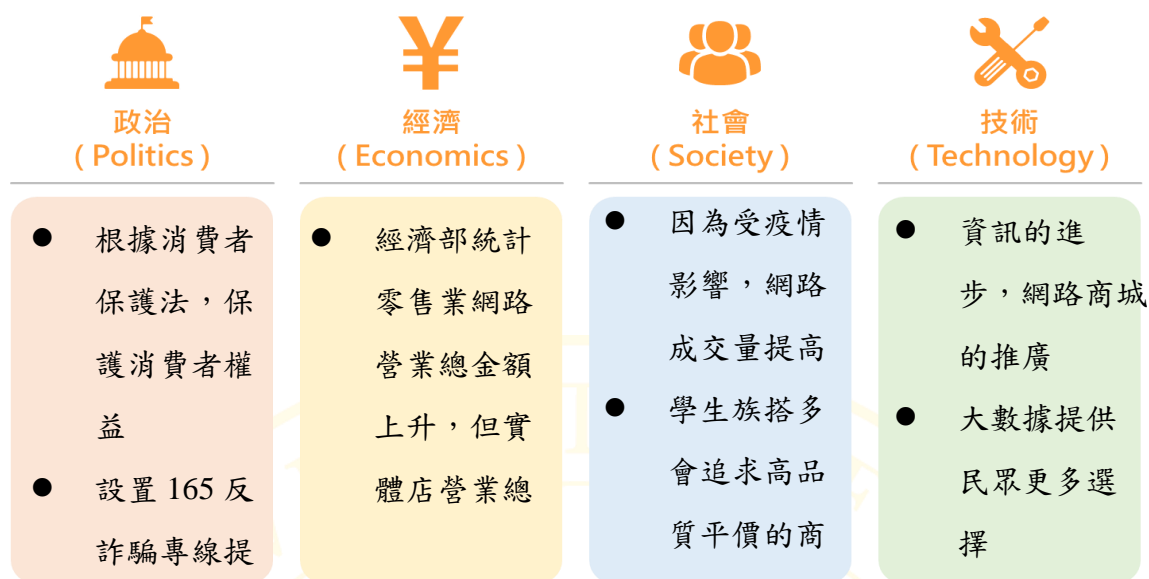 政治
(Politics)
● 根據消費者
保護法，保
護消費者權
益
● 設置 165 反
詐騙專線提
經濟
(Economics)
● 經濟部統計
零售業網路
營業總金額
上升，但實
體店營業總
社會
(Society)
● 因為受疫情
影響，網路
成交量提高
● 學生族搭多
會追求高品
質平價的商
技術
(Technology)
● 資訊的進
步，網路商城
的推廣
● 大數據提供
民眾更多選
擇